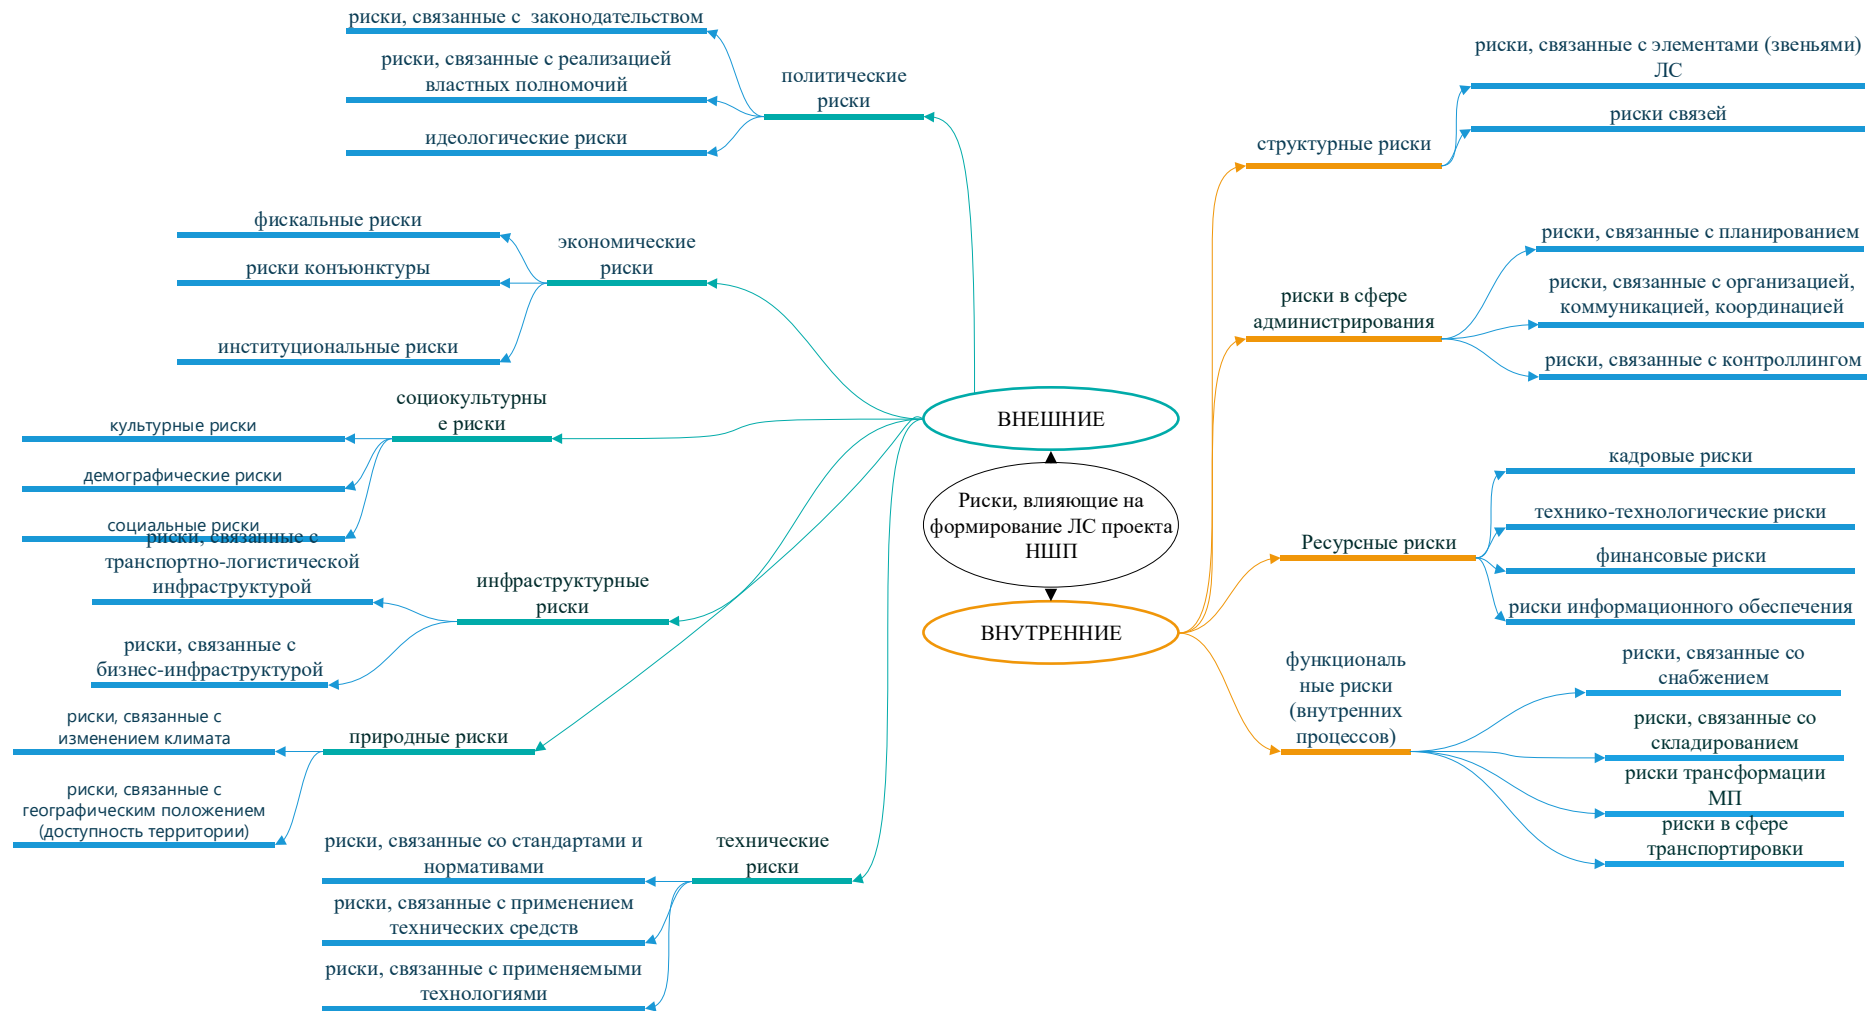 риски, связанные с законодательством
риски, связанные с реализацией
властных полномочий
идеологические риски
политические
риски
фискальные риски
риски конъюнктуры
институциональные риски
экономические
риски
социокультурны
е риски
культурные риски
демографические риски
социальные риски
риски, связанные с
транспортно-логистической
инфраструктурой
риски, связанные с
бизнес-инфраструктурой
инфраструктурные
риски
риски, связанные с
изменением климата
риски, связанные с
географическим положением
(доступность территории)
природные риски
риски, связанные со стандартами и
нормативами
риски, связанные с применением
технических средств
риски, связанные с применяемыми
технологиями
технические
риски
ВНЕШНИЕ
Риски, влияющие на
формирование ЛС проекта
НШП
ВНУТРЕННИЕ
структурные риски
риски, связанные с элементами (звеньями)
ЛС
риски связей
риски в сфере
администрирования
риски, связанные с планированием
риски, связанные с организацией,
коммуникацией, координацией
риски, связанные с контроллингом
Ресурсные риски
кадровые риски
технико-технологические риски
финансовые риски
риски информационного обеспечения
функциональ
ные риски
(внутренних
процессов)
риски, связанные со
снабжением
риски, связанные со
складированием
риски трансформации
МП
риски в сфере
транспортировки